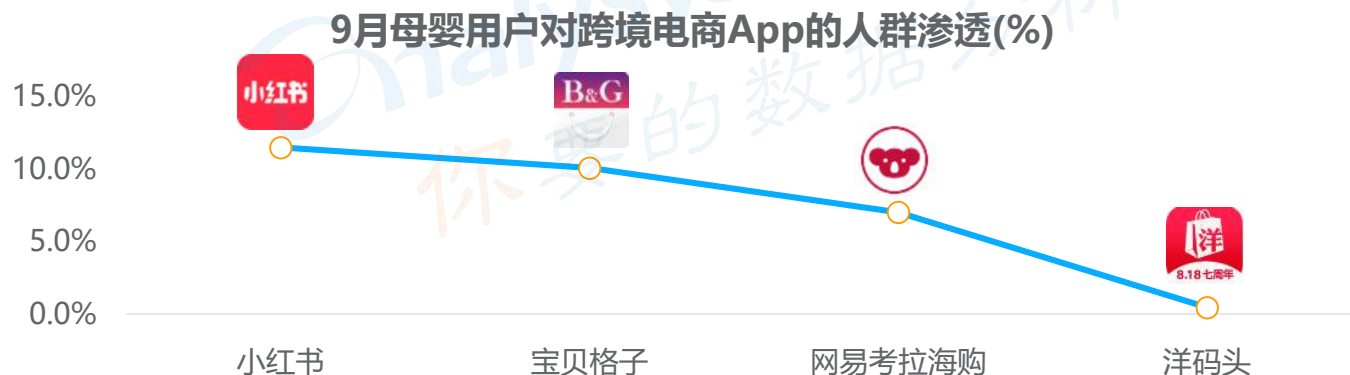 9月母婴用户对跨境电商App的人群渗透(%)
小红书
B&G
15.0%
10.0%
5.0%
0.0%
洋
8.18七周年
你要的数据分析
小红书 宝贝格子 网易考拉海购 洋码头